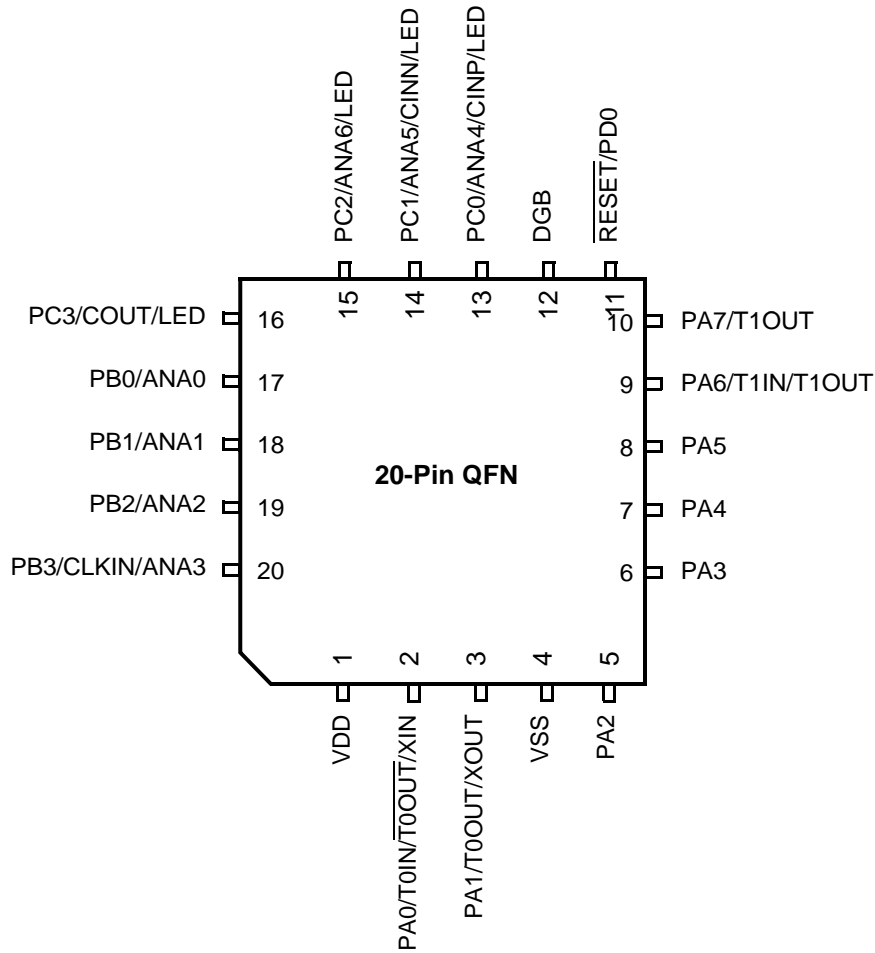 PC2/ANA6/LED
PC1/ANA5/CINN/LED
PC0/ANA4/CINP/LED
DGB
R̅E̅S̅E̅T̅/PD0
15
14
13
12
11
PC3/COUT/LED
16
10
PA7/T1OUT
PB0/ANA0
17
9
PA6/T1IN/T1OUT
PB1/ANA1
18
8
PA5
20-Pin QFN
PB2/ANA2
19
7
PA4
PB3/CLKIN/ANA3
20
6
PA3
1
2
3
4
5
VDD
PA0/T0IN/T̅0̅O̅U̅T̅/XIN
PA1/T0OUT/XOUT
VSS
PA2